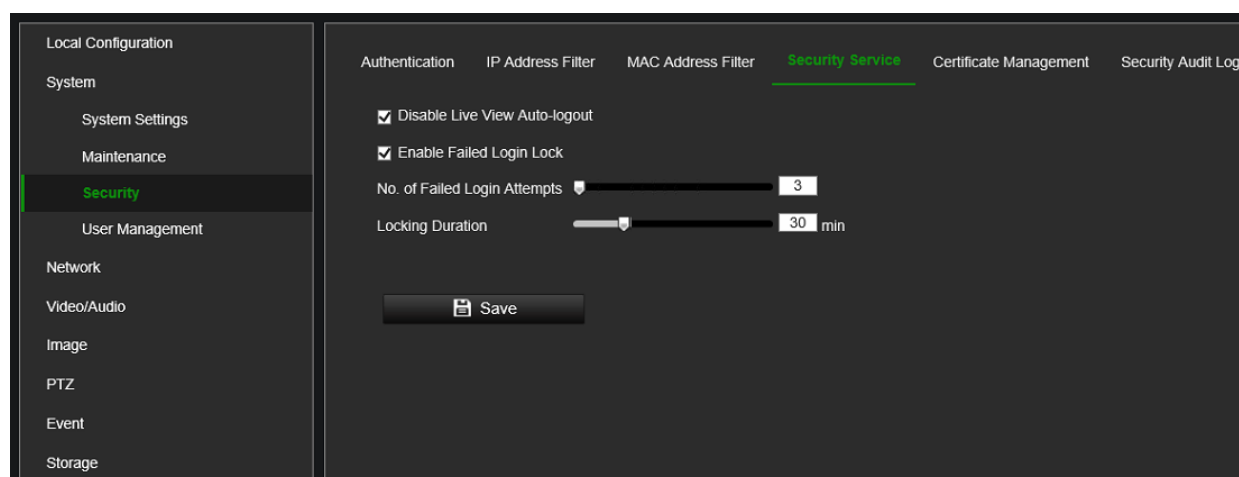 Local Configuration
System
System Settings
Maintenance
Security
User Management
Network
Video/Audio
Image
PTZ
Event
Storage
Authentication IP Address Filter MAC Address Filter Security Service Certificate Management Security Audit Log
Disable Live View Auto-logout
Enable Failed Login Lock
No. of Failed Login Attempts 3
Locking Duration 30 min
Save